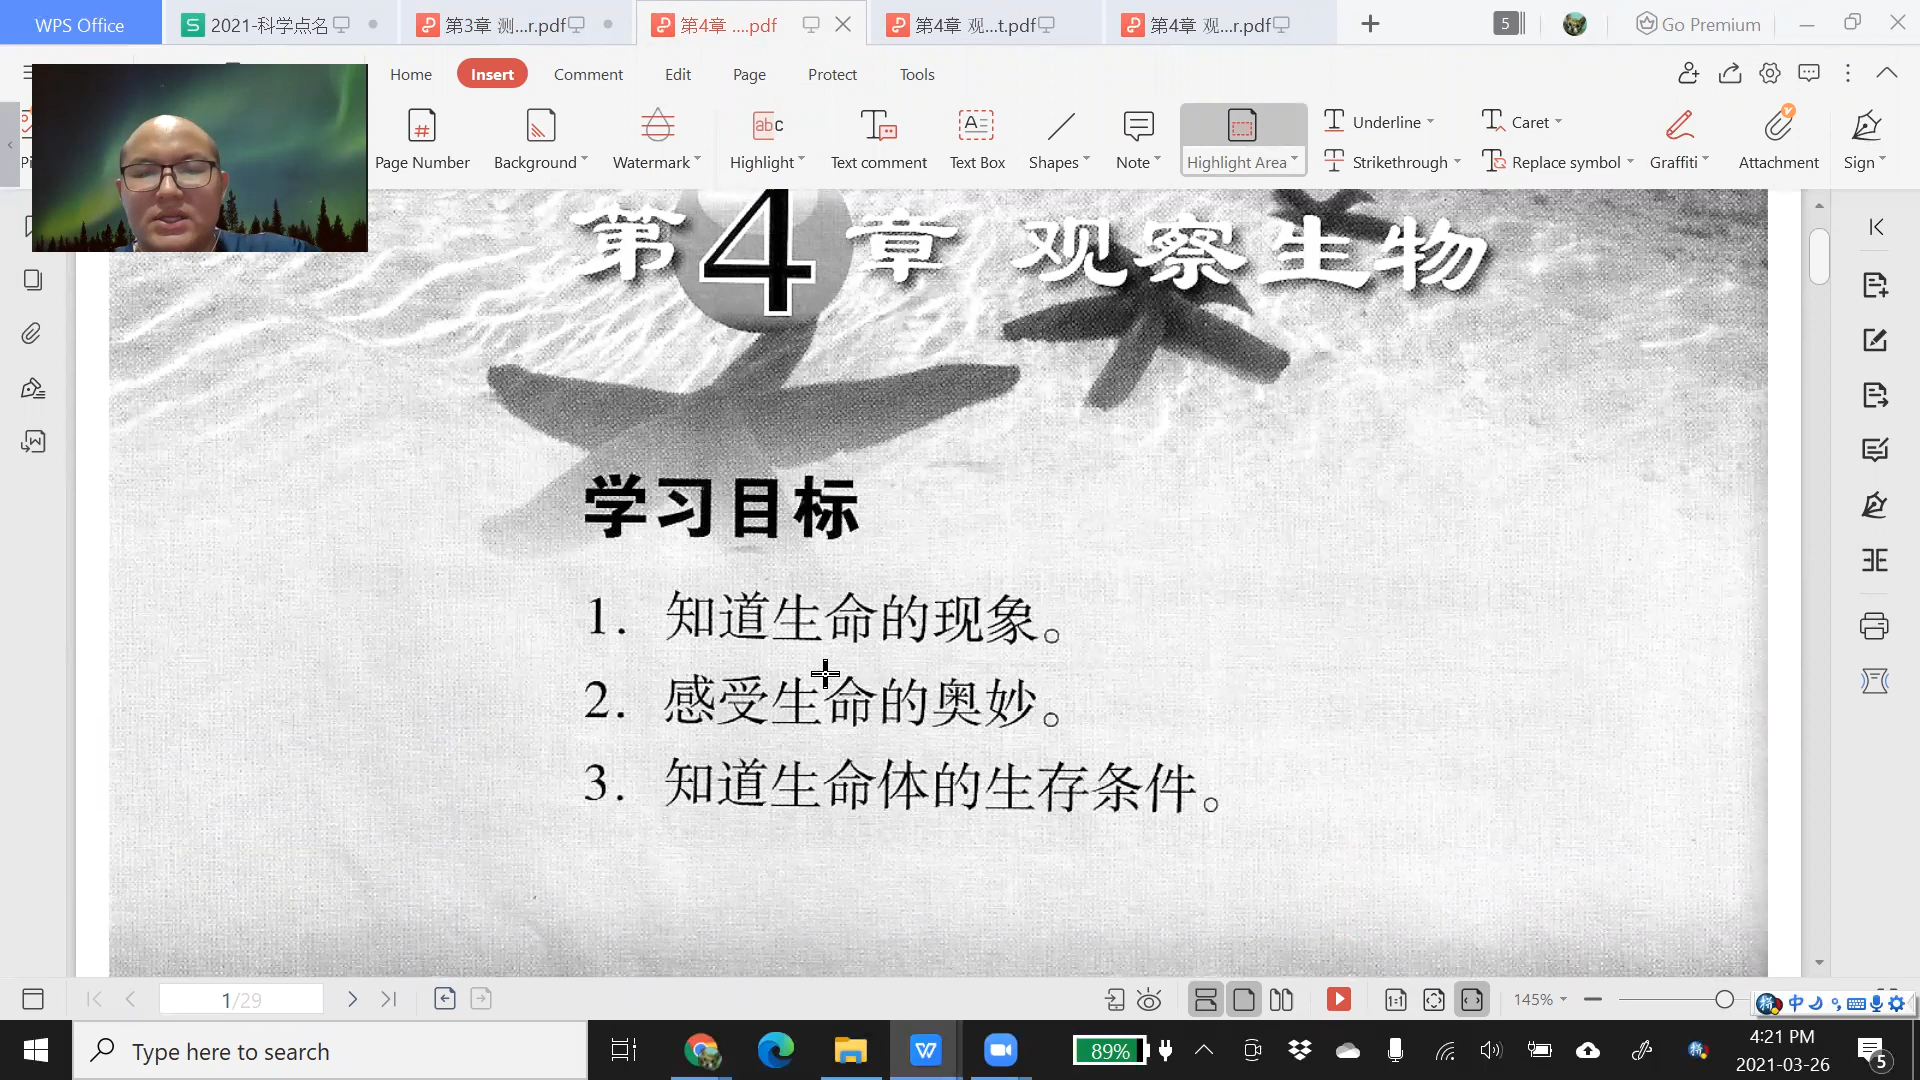 WPS Office
2021-科学点名
第3章 测...r.pdf
第4章 ....pdf
第4章 观...t.pdf
第4章 观...r.pdf
5
Go Premium
Home
Insert
Comment
Edit
Page
Protect
Tools
Page Number
Background
Watermark
Highlight
Text comment
Text Box
Shapes
Note
Highlight Area
Underline
Strikethrough
Caret
Replace symbol
Graffiti
Attachment
Sign
第4章 观察生物
学习目标
1. 知道生命的现象。
2. 感受生命的奥妙。
3. 知道生命体的生存条件。
1/29
145%
中
Type here to search
89%
4:21 PM
2021-03-26
5